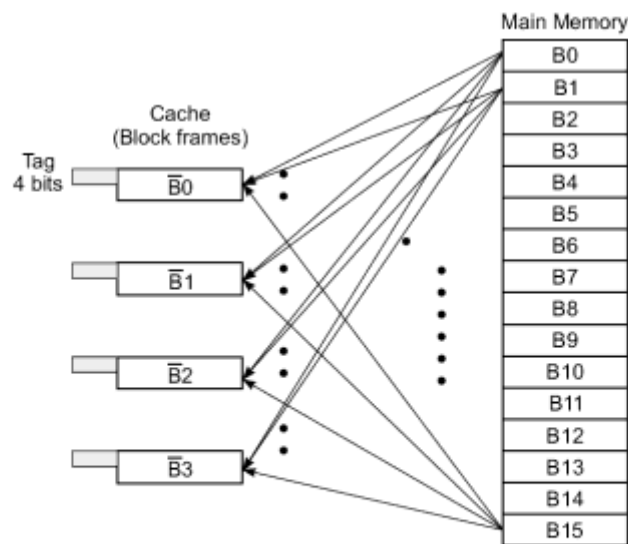 Main Memory
B0
B1
B2
B3
B4
B5
B6
B7
B8
B9
B10
B11
B12
B13
B14
B15
Cache
(Block frames)
Tag
4 bits
B̅0
B̅1
B̅2
B̅3